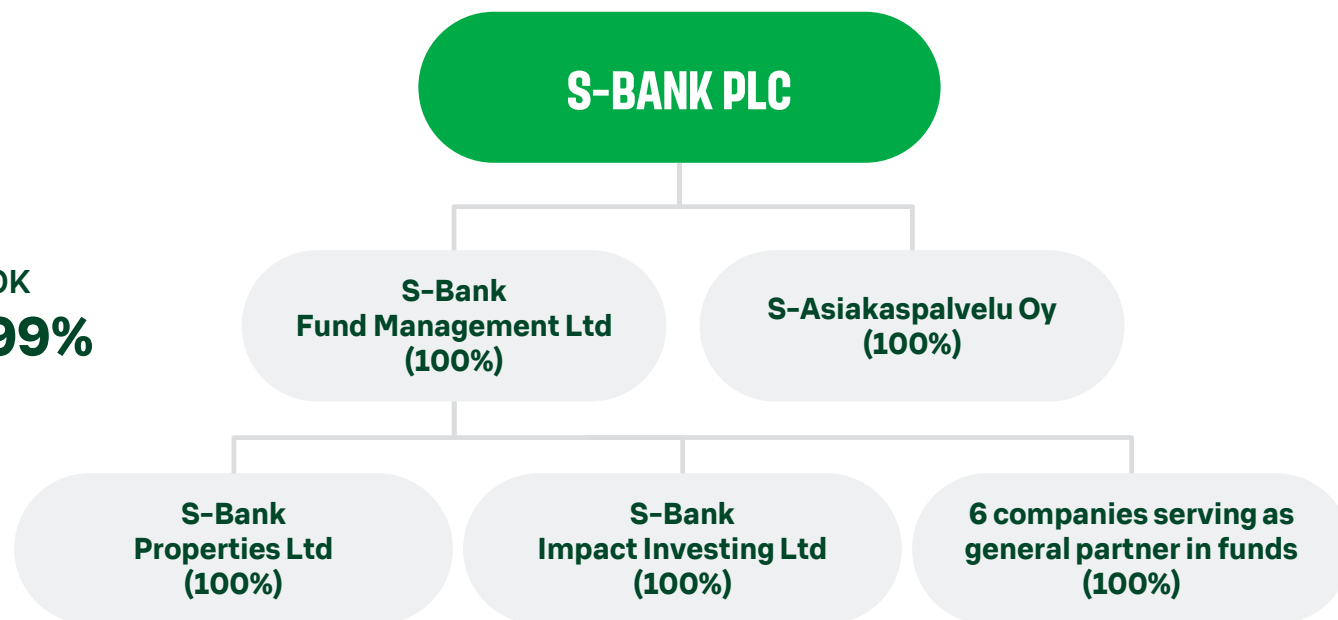 S-BANK PLC
S-Bank
Fund Management Ltd
(100%)
S-Asiakaspalvelu Oy
(100%)
S-Bank
Properties Ltd
(100%)
S-Bank
Impact Investing Ltd
(100%)
6 companies serving as
general partner in funds
(100%)